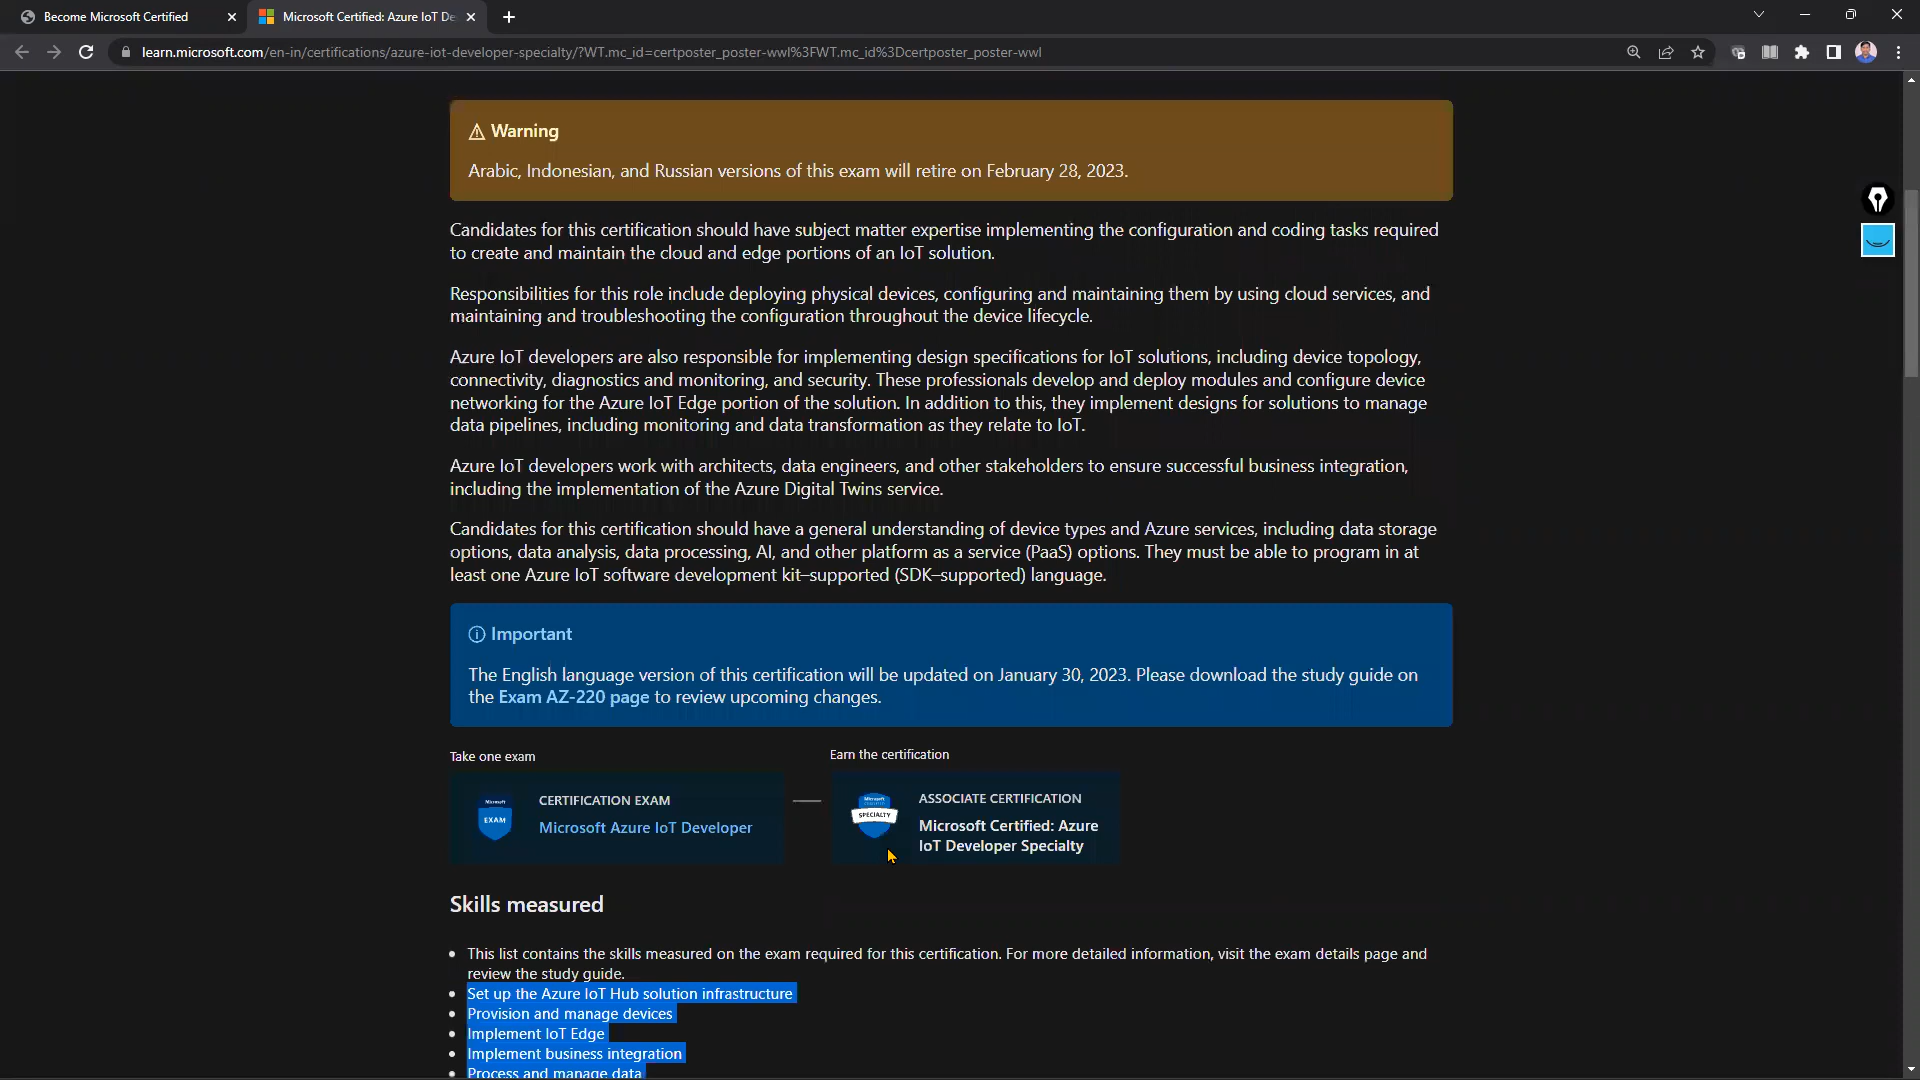 Become Microsoft Certified
Microsoft Certified: Azure IoT De
learn.microsoft.com/en-in/certifications/azure-iot-developer-specialty/?WT.mc_id=certposter_poster-wwl%3FWT.mc_id%3Dcertposter_poster-wwl
Warning
Arabic, Indonesian, and Russian versions of this exam will retire on February 28, 2023.
Candidates for this certification should have subject matter expertise implementing the configuration and coding tasks required
to create and maintain the cloud and edge portions of an IoT solution.
Responsibilities for this role include deploying physical devices, configuring and maintaining them by using cloud services, and
maintaining and troubleshooting the configuration throughout the device lifecycle.
Azure IoT developers are also responsible for implementing design specifications for IoT solutions, including device topology,
connectivity, diagnostics and monitoring, and security. These professionals develop and deploy modules and configure device
networking for the Azure IoT Edge portion of the solution. In addition to this, they implement designs for solutions to manage
data pipelines, including monitoring and data transformation as they relate to IoT.
Azure IoT developers work with architects, data engineers, and other stakeholders to ensure successful business integration,
including the implementation of the Azure Digital Twins service.
Candidates for this certification should have a general understanding of device types and Azure services, including data storage
options, data analysis, data processing, AI, and other platform as a service (PaaS) options. They must be able to program in at
least one Azure IoT software development kit–supported (SDK–supported) language.
Important
The English language version of this certification will be updated on January 30, 2023. Please download the study guide on
the Exam AZ-220 page to review upcoming changes.
Take one exam
Earn the certification
Microsoft
EXAM
CERTIFICATION EXAM
Microsoft Azure IoT Developer
Microsoft
SPECIALTY
ASSOCIATE CERTIFICATION
Microsoft Certified: Azure
IoT Developer Specialty
Skills measured
This list contains the skills measured on the exam required for this certification. For more detailed information, visit the exam details page and
review the study guide.
Set up the Azure IoT Hub solution infrastructure
Provision and manage devices
Implement IoT Edge
Implement business integration
Process and manage data